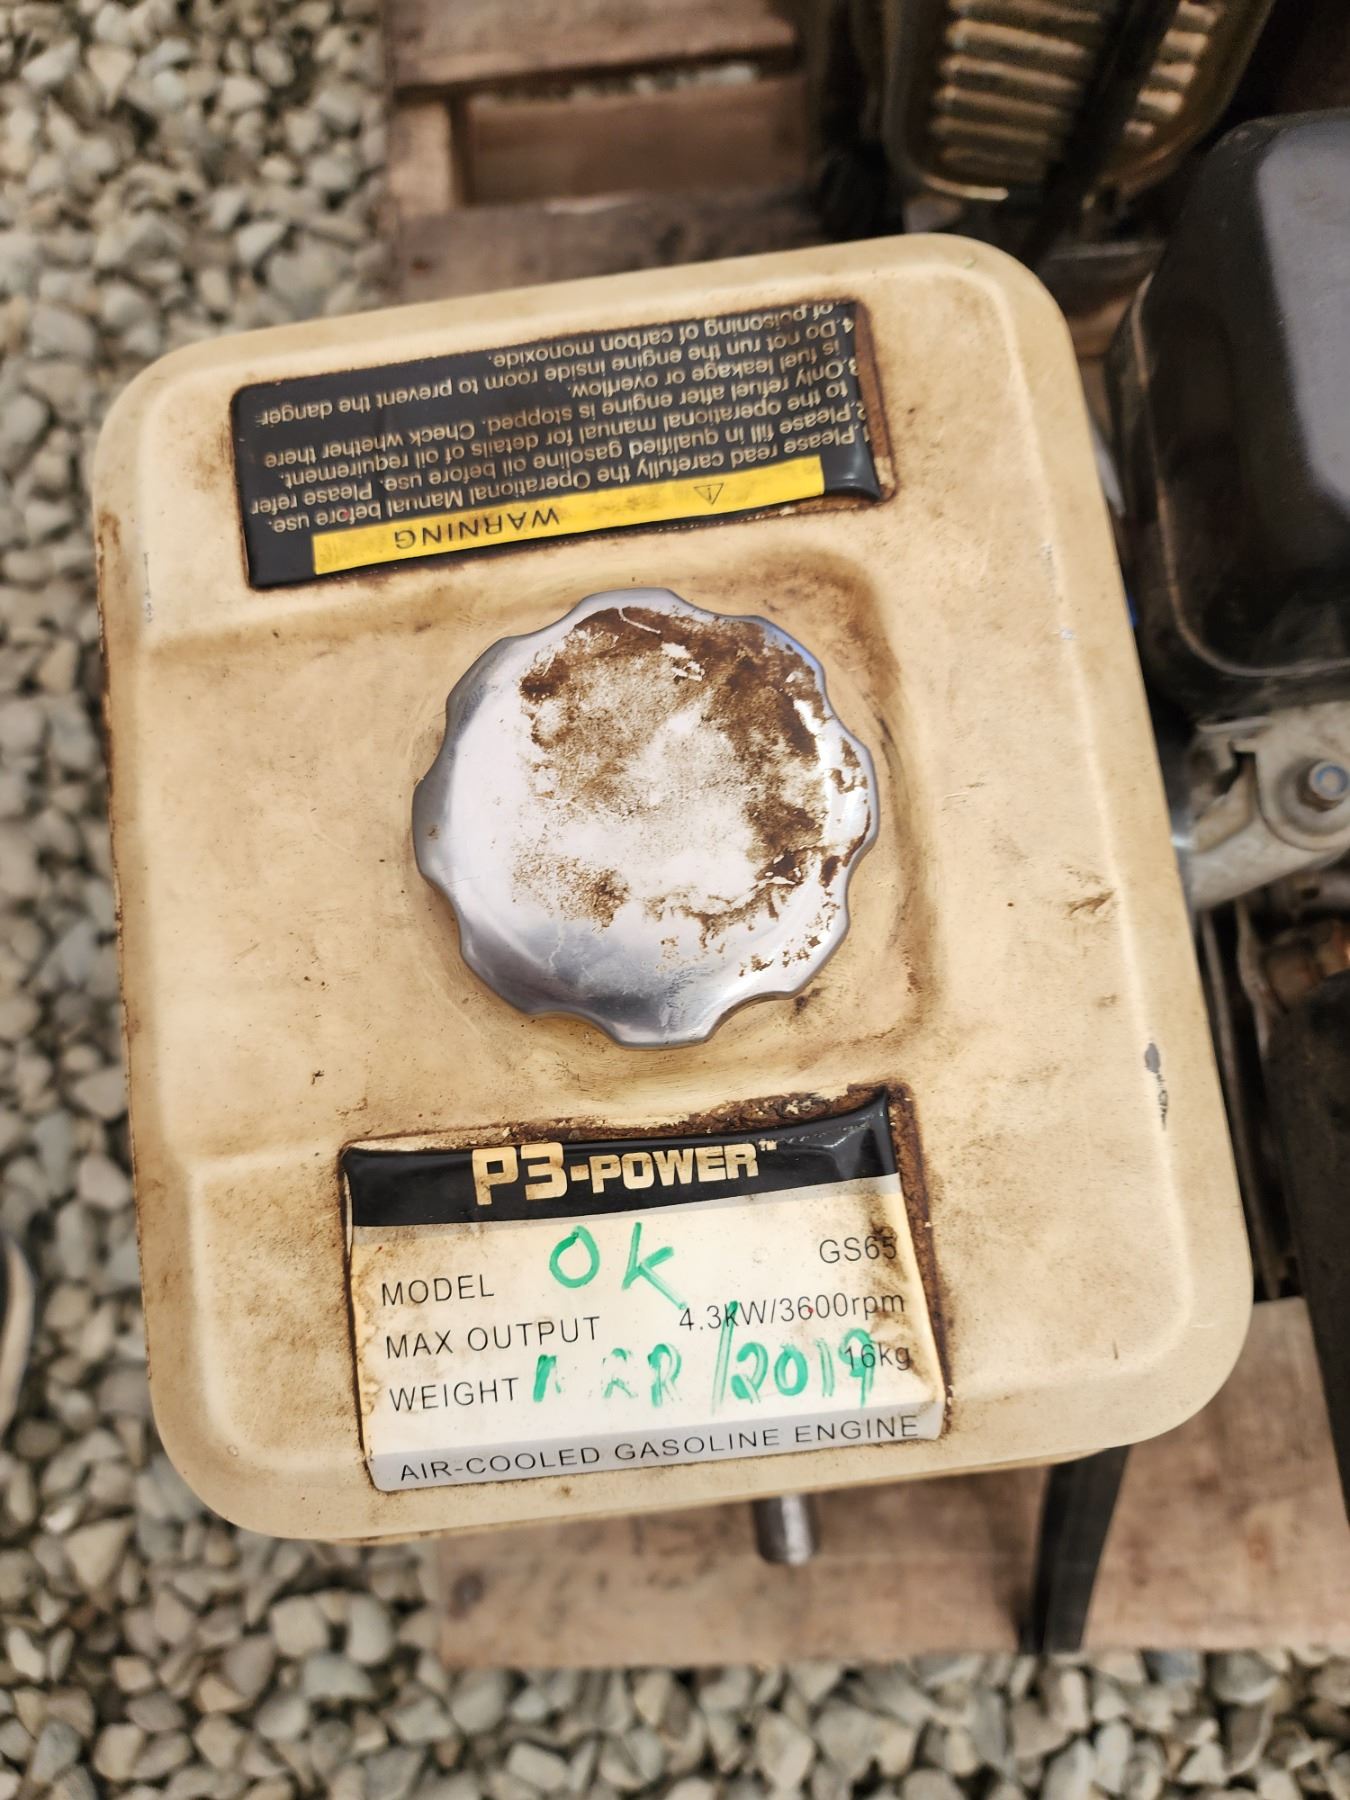 WARNING
1.Please read carefully the Operational Manual before use.
2.Please fill in qualified gasoline oil before use. Please refer
to the operational manual for details of oil requirement.
3.Only refuel after engine is stopped. Check whether there
is fuel leakage or overflow.
4.Do not run the engine inside room to prevent the danger
of poisoning of carbon monoxide.
P3-POWER™
OK
MODEL GS65
MAX OUTPUT 4.3kW/3600rpm
WEIGHT 16kg
/2019
AIR-COOLED GASOLINE ENGINE